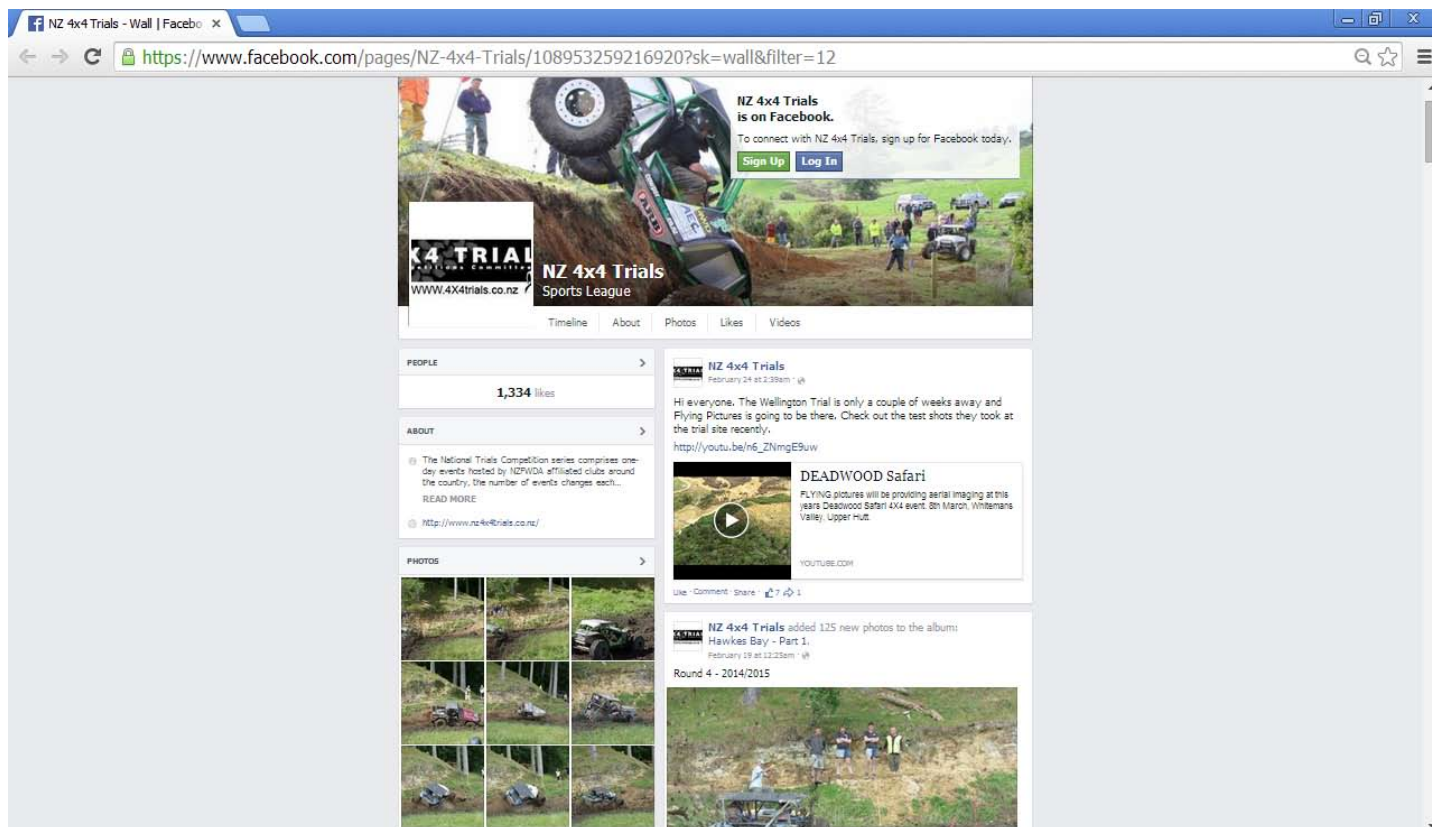 NZ 4x4 Trials - Wall | Facebo
https://www.facebook.com/pages/NZ-4x4-Trials/108953259216920?sk=wall&filter=12
NZ 4x4 Trials
is on Facebook.
To connect with NZ 4x4 Trials, sign up for Facebook today.
Sign Up Log In
ARB
AEC
X4 TRIAL
WWW.4X4trials.co.nz
NZ 4x4 Trials
Sports League
Timeline About Photos Likes Videos
PEOPLE
1,334 likes
ABOUT
The National Trials Competition series comprises one-
day events hosted by NZFWDA affiliated clubs around
the country, the number of events changes each...
READ MORE
http://www.nz4x4trials.co.nz/
PHOTOS
NZ 4x4 Trials
February 24 at 2:39am
Hi everyone. The Wellington Trial is only a couple of weeks away and
Flying Pictures is going to be there. Check out the test shots they took at
the trial site recently.
http://youtu.be/n6_ZNmgE9uw
DEADWOOD Safari
FLYING pictures will be providing aerial imaging at this
years Deadwood Safari 4X4 event. 8th March, Whitemans
Valley, Upper Hutt.
YOUTUBE.COM
Like · Comment · Share · 7 1
NZ 4x4 Trials added 125 new photos to the album:
Hawkes Bay - Part 1.
February 19 at 12:25am
Round 4 - 2014/2015